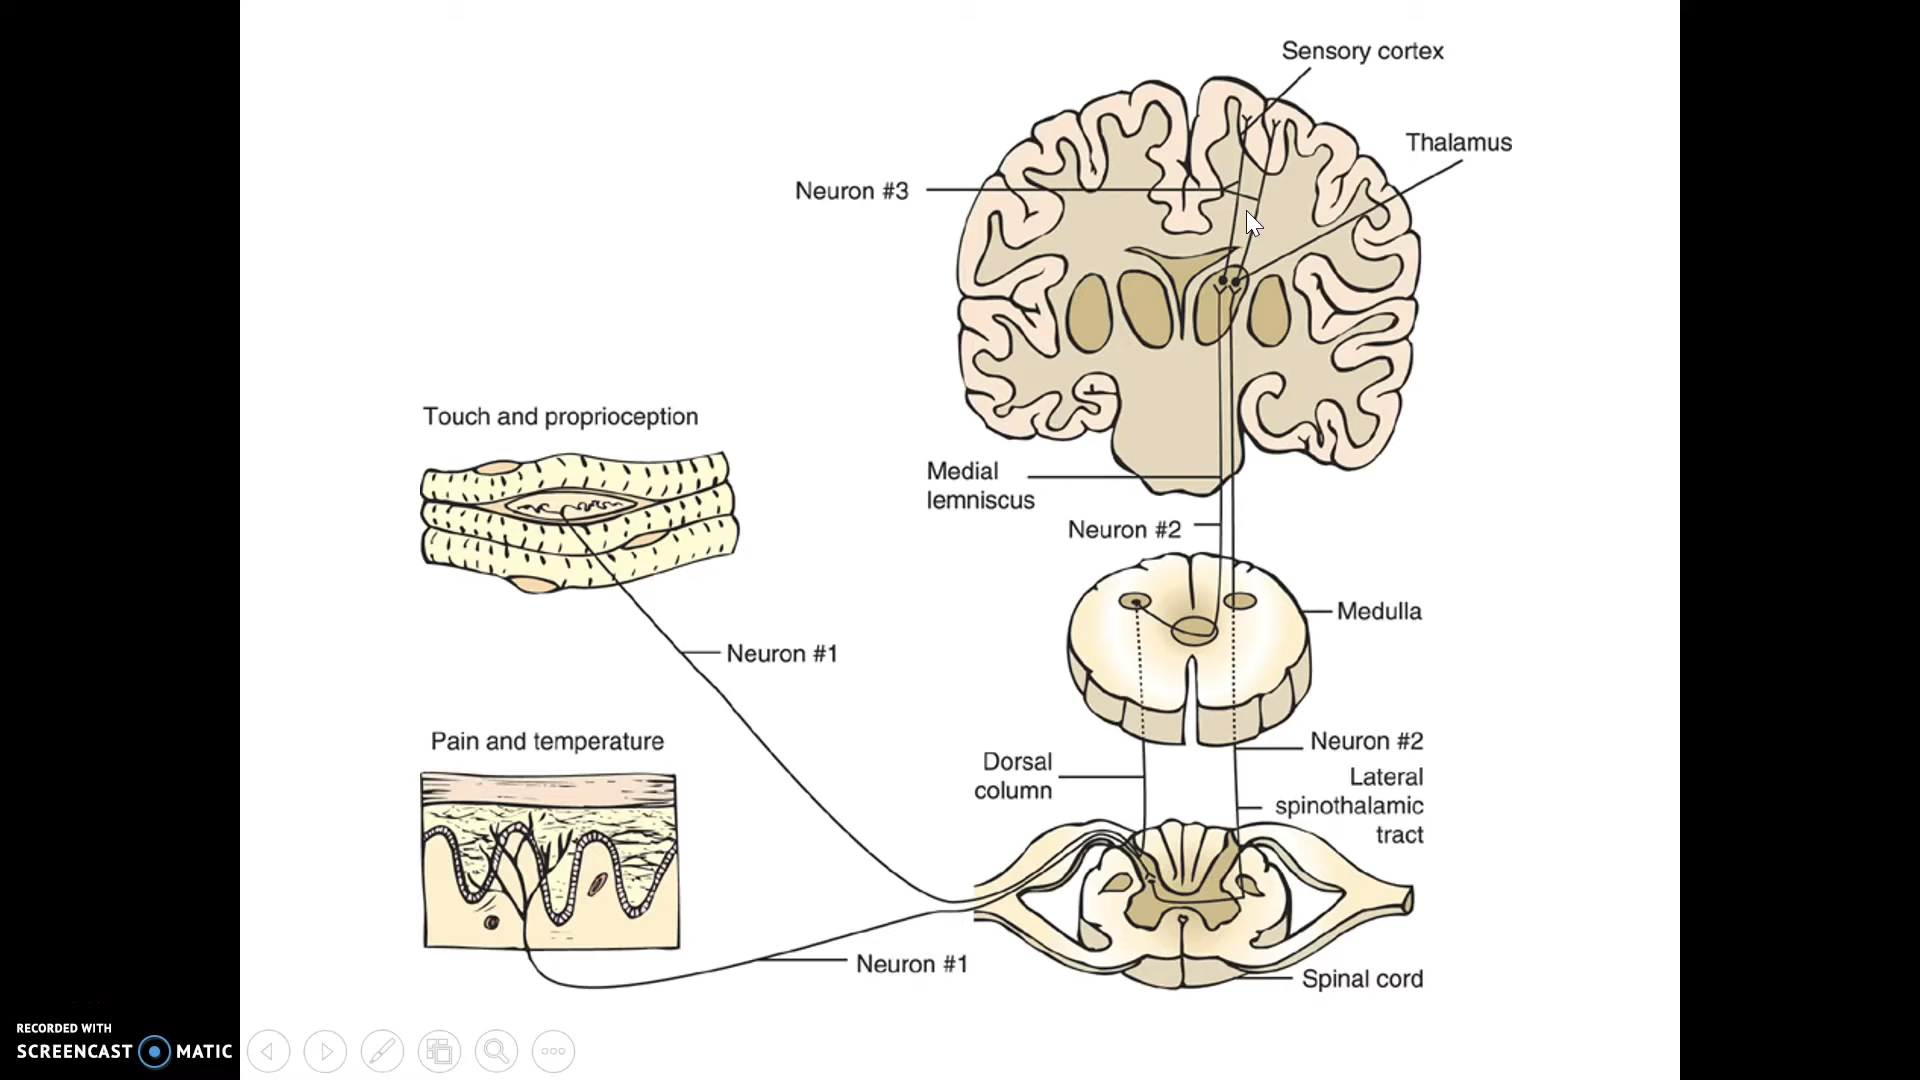 Sensory cortex
Thalamus
Neuron #3
Touch and proprioception
Medial
lemniscus
Neuron #2
Medulla
Neuron #1
Pain and temperature
Neuron #2
Dorsal
column
Lateral
spinothalamic
tract
Neuron #1
Spinal cord
RECORDED WITH
SCREENCAST MATIC